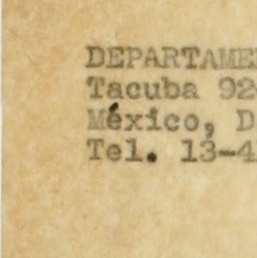 DEPARTAME
Tacuba 92
México, D
Tel. 13-4